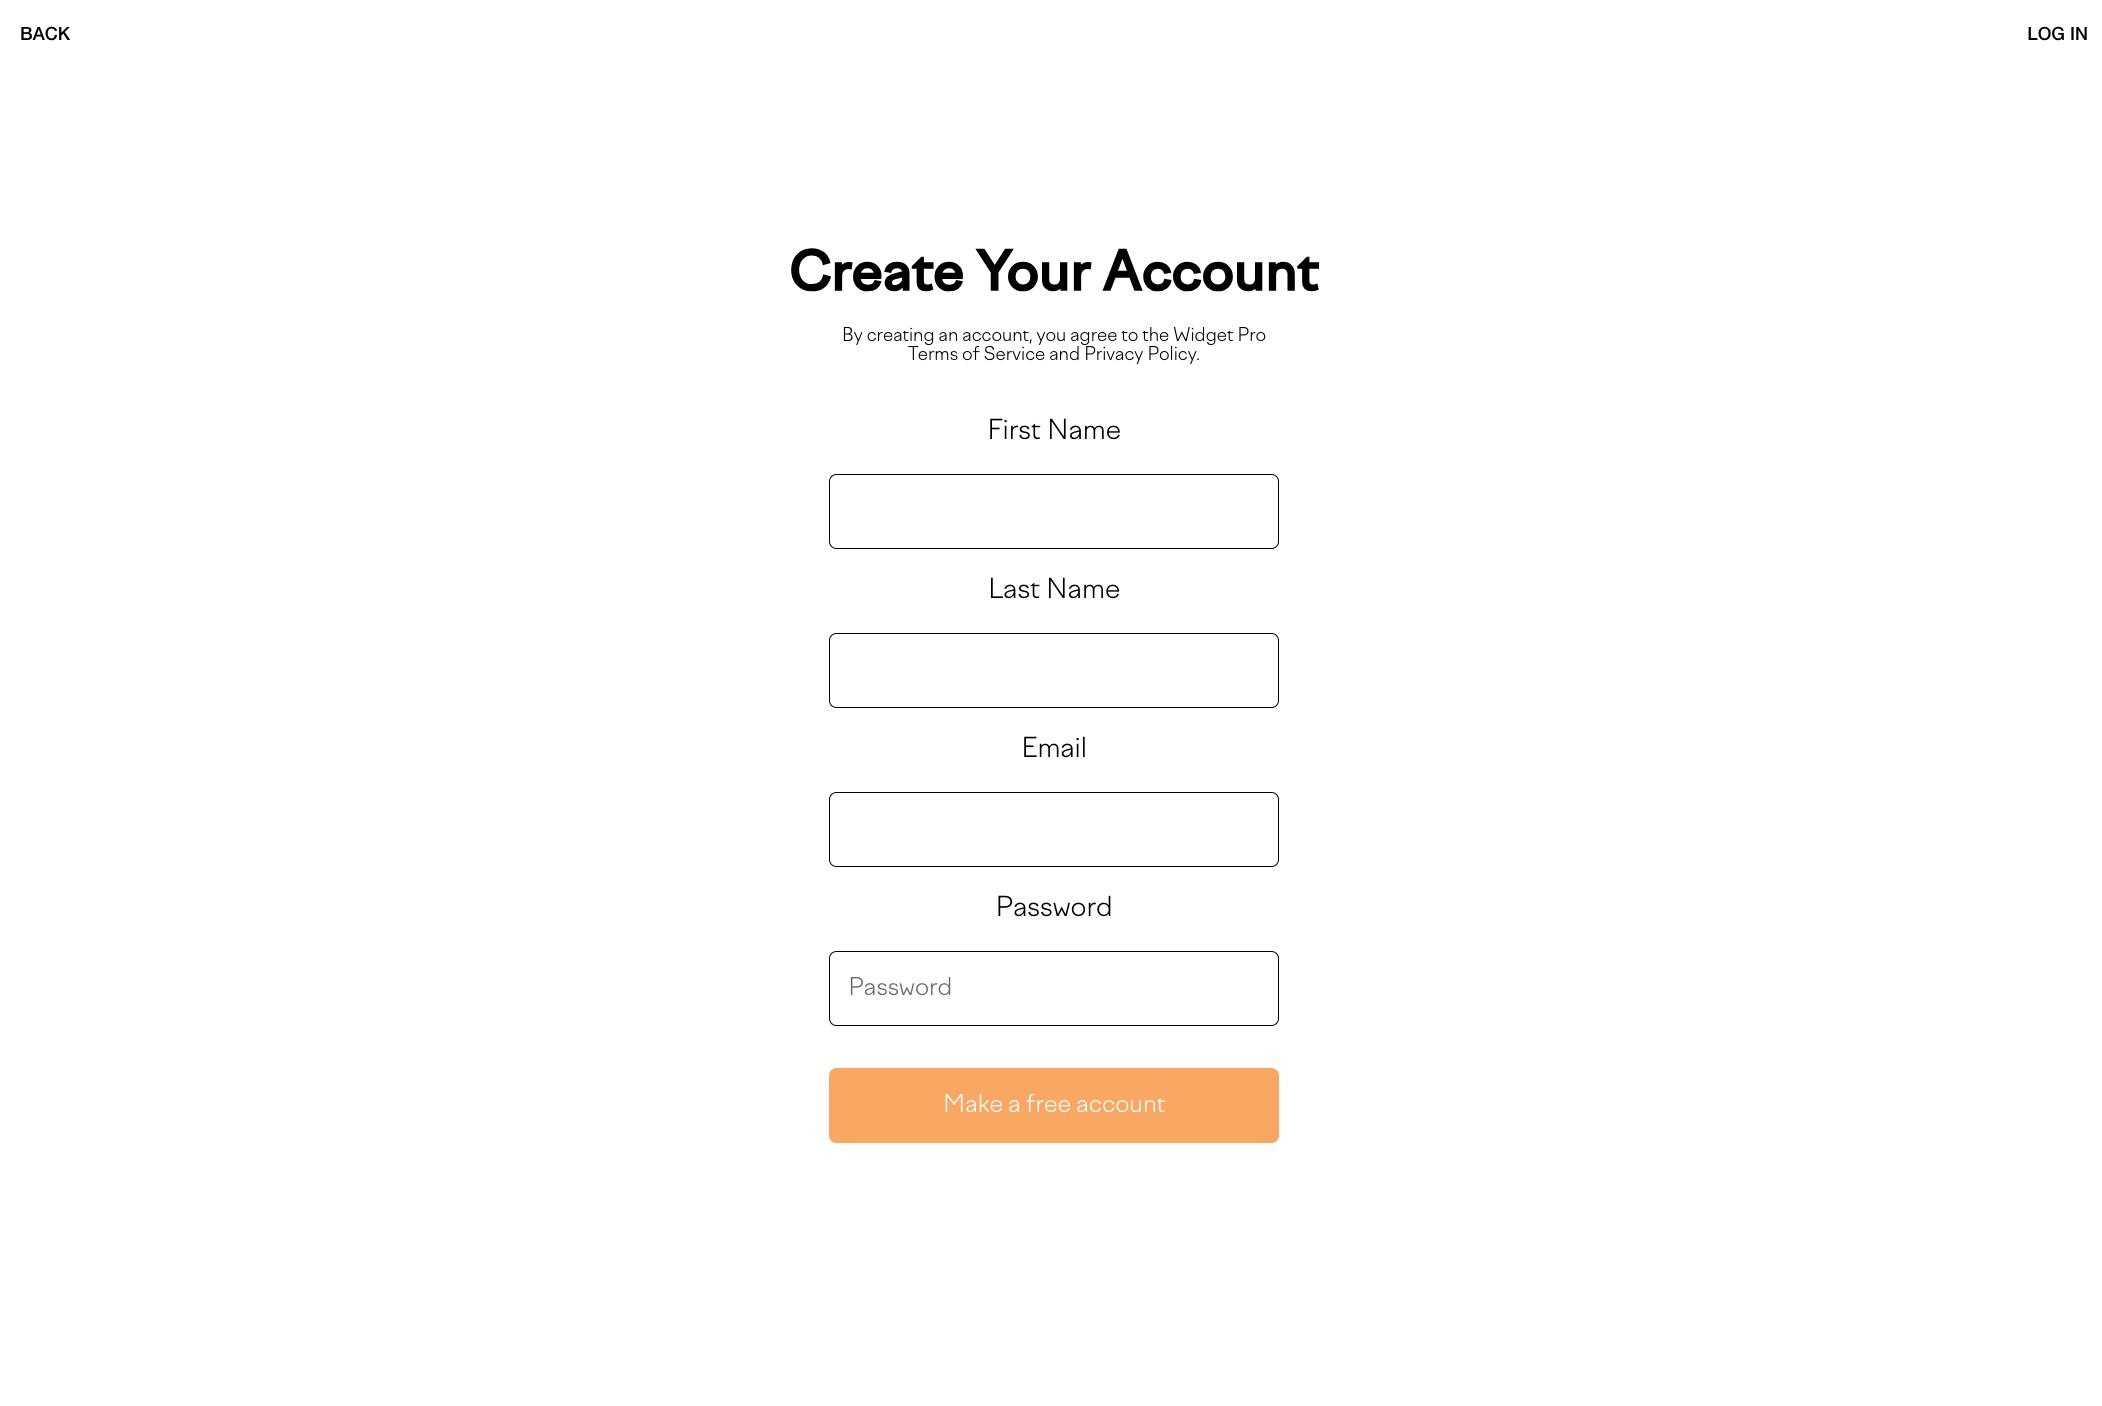 BACK
LOG IN
Create Your Account
By creating an account, you agree to the Widget Pro
Terms of Service and Privacy Policy.
First Name
Last Name
Email
Password
Password
Make a free account